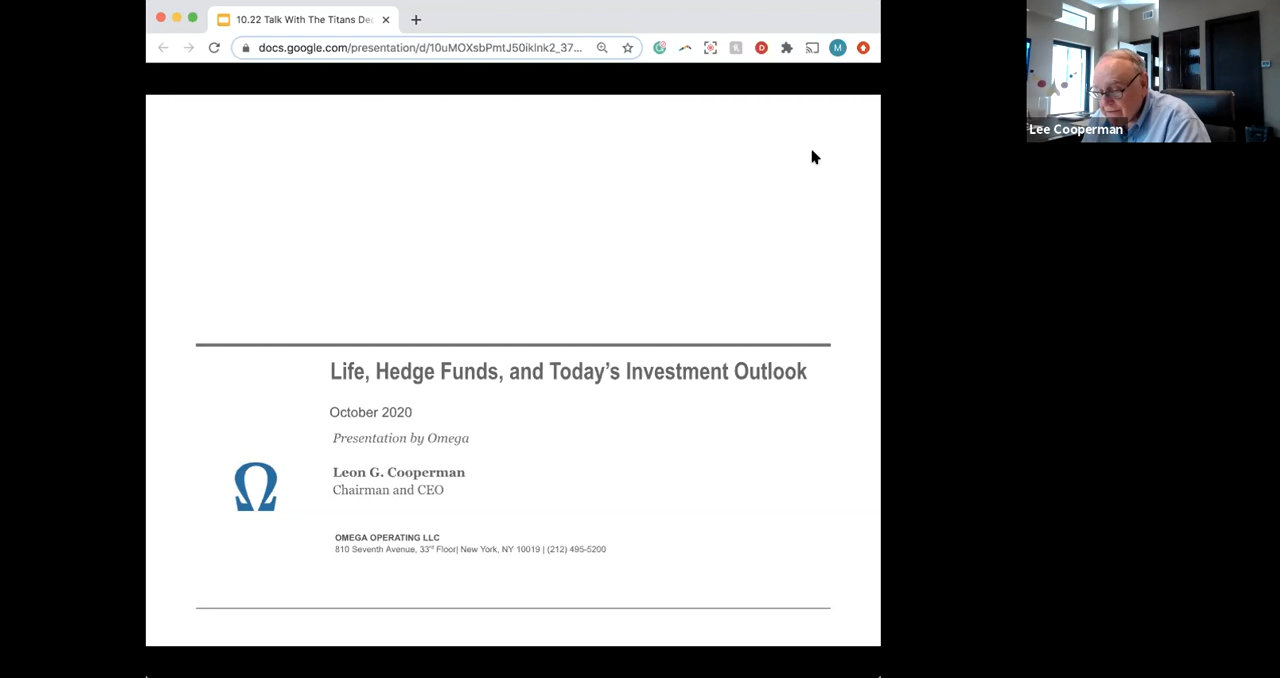 10.22 Talk With The Titans De
docs.google.com/presentation/d/10uMOXsbPmtJ50iklnk2_37...
M
Lee Cooperman
Life, Hedge Funds, and Today's Investment Outlook
October 2020
Presentation by Omega
Leon G. Cooperman
Chairman and CEO
Ω
OMEGA OPERATING LLC
810 Seventh Avenue, 33rd Floor| New York, NY 10019 | (212) 495-5200